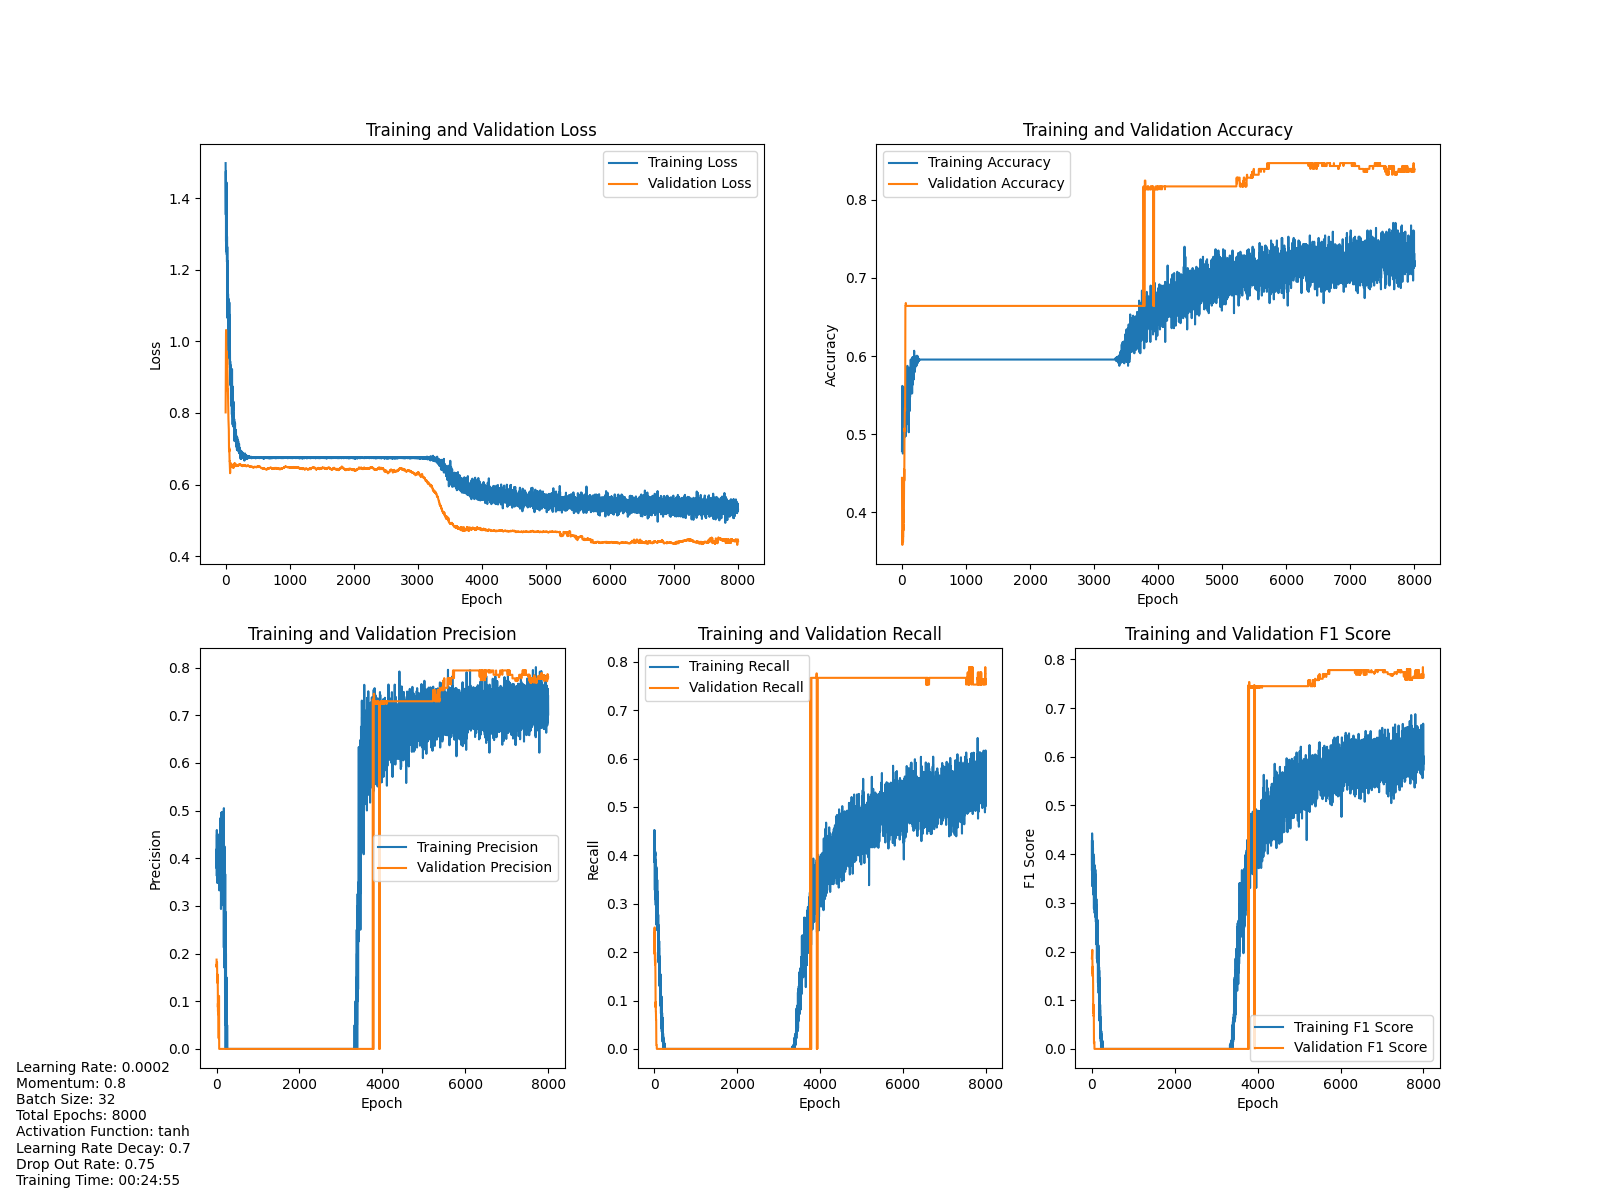 Training and Validation Loss
Training Loss
Validation Loss
1.4
1.2
1.0
0.8
0.6
0.4
Loss
0 1000 2000 3000 4000 5000 6000 7000 8000
Epoch
Training and Validation Accuracy
Training Accuracy
Validation Accuracy
0.8
0.7
0.6
0.5
0.4
Accuracy
0 1000 2000 3000 4000 5000 6000 7000 8000
Epoch
Training and Validation Precision
0.8
0.7
0.6
0.5
0.4
0.3
0.2
0.1
0.0
Precision
Training Precision
Validation Precision
0 2000 4000 6000 8000
Epoch
Training and Validation Recall
Training Recall
Validation Recall
0.8
0.7
0.6
0.5
0.4
0.3
0.2
0.1
0.0
Recall
0 2000 4000 6000 8000
Epoch
Training and Validation F1 Score
0.8
0.7
0.6
0.5
0.4
0.3
0.2
0.1
0.0
F1 Score
Training F1 Score
Validation F1 Score
0 2000 4000 6000 8000
Epoch
Learning Rate: 0.0002
Momentum: 0.8
Batch Size: 32
Total Epochs: 8000
Activation Function: tanh
Learning Rate Decay: 0.7
Drop Out Rate: 0.75
Training Time: 00:24:55